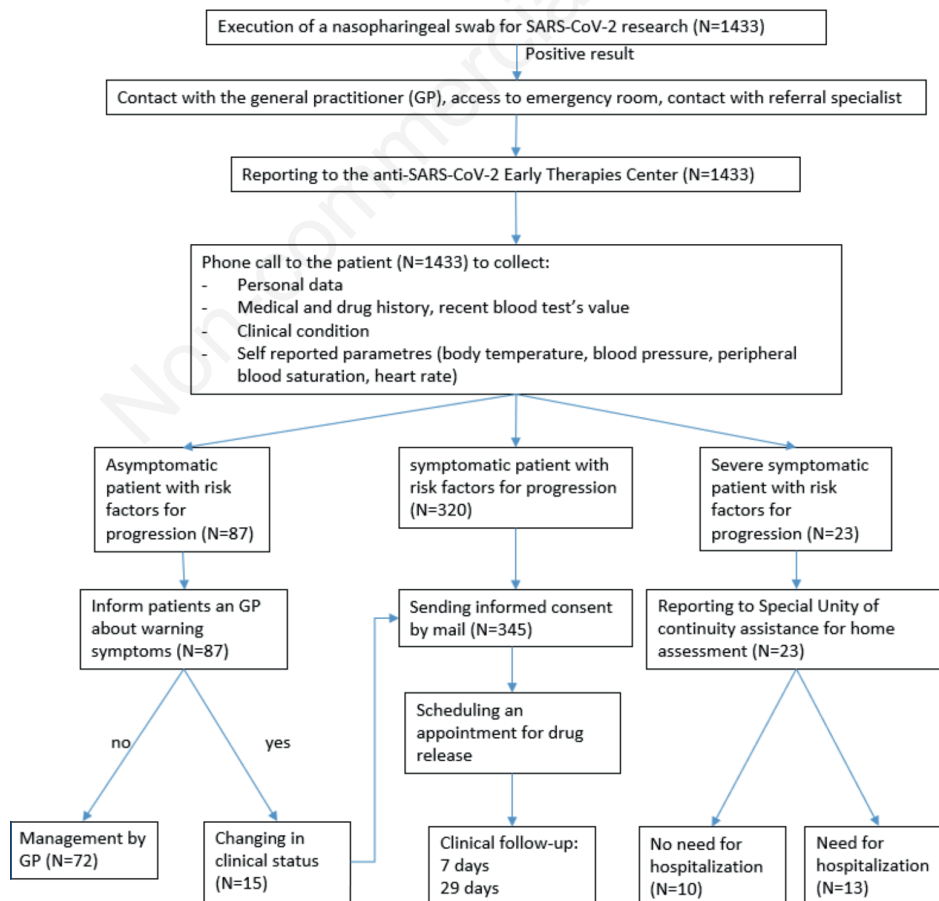 Execution of a nasopharingeal swab for SARS-CoV-2 research (N=1433)
Positive result
Contact with the general practitioner (GP), access to emergency room, contact with referral specialist
Reporting to the anti-SARS-CoV-2 Early Therapies Center (N=1433)
Phone call to the patient (N=1433) to collect:
- Personal data
- Medical and drug history, recent blood test's value
- Clinical condition
- Self reported parametres (body temperature, blood pressure, peripheral
blood saturation, heart rate)
Asymptomatic
patient with risk
factors for
progression (N=87)
symptomatic patient with
risk factors for progression
(N=320)
Severe symptomatic
patient with risk
factors for
progression (N=23)
Inform patients an GP
about warning
symptoms (N=87)
Sending informed consent
by mail (N=345)
Reporting to Special Unity of
continuity assistance for home
assessment (N=23)
Scheduling an
appointment for drug
release
no
yes
Management by
GP (N=72)
Changing in
clinical status
(N=15)
Clinical follow-up:
7 days
29 days
No need for
hospitalization
(N=10)
Need for
hospitalization
(N=13)
Non-commercia